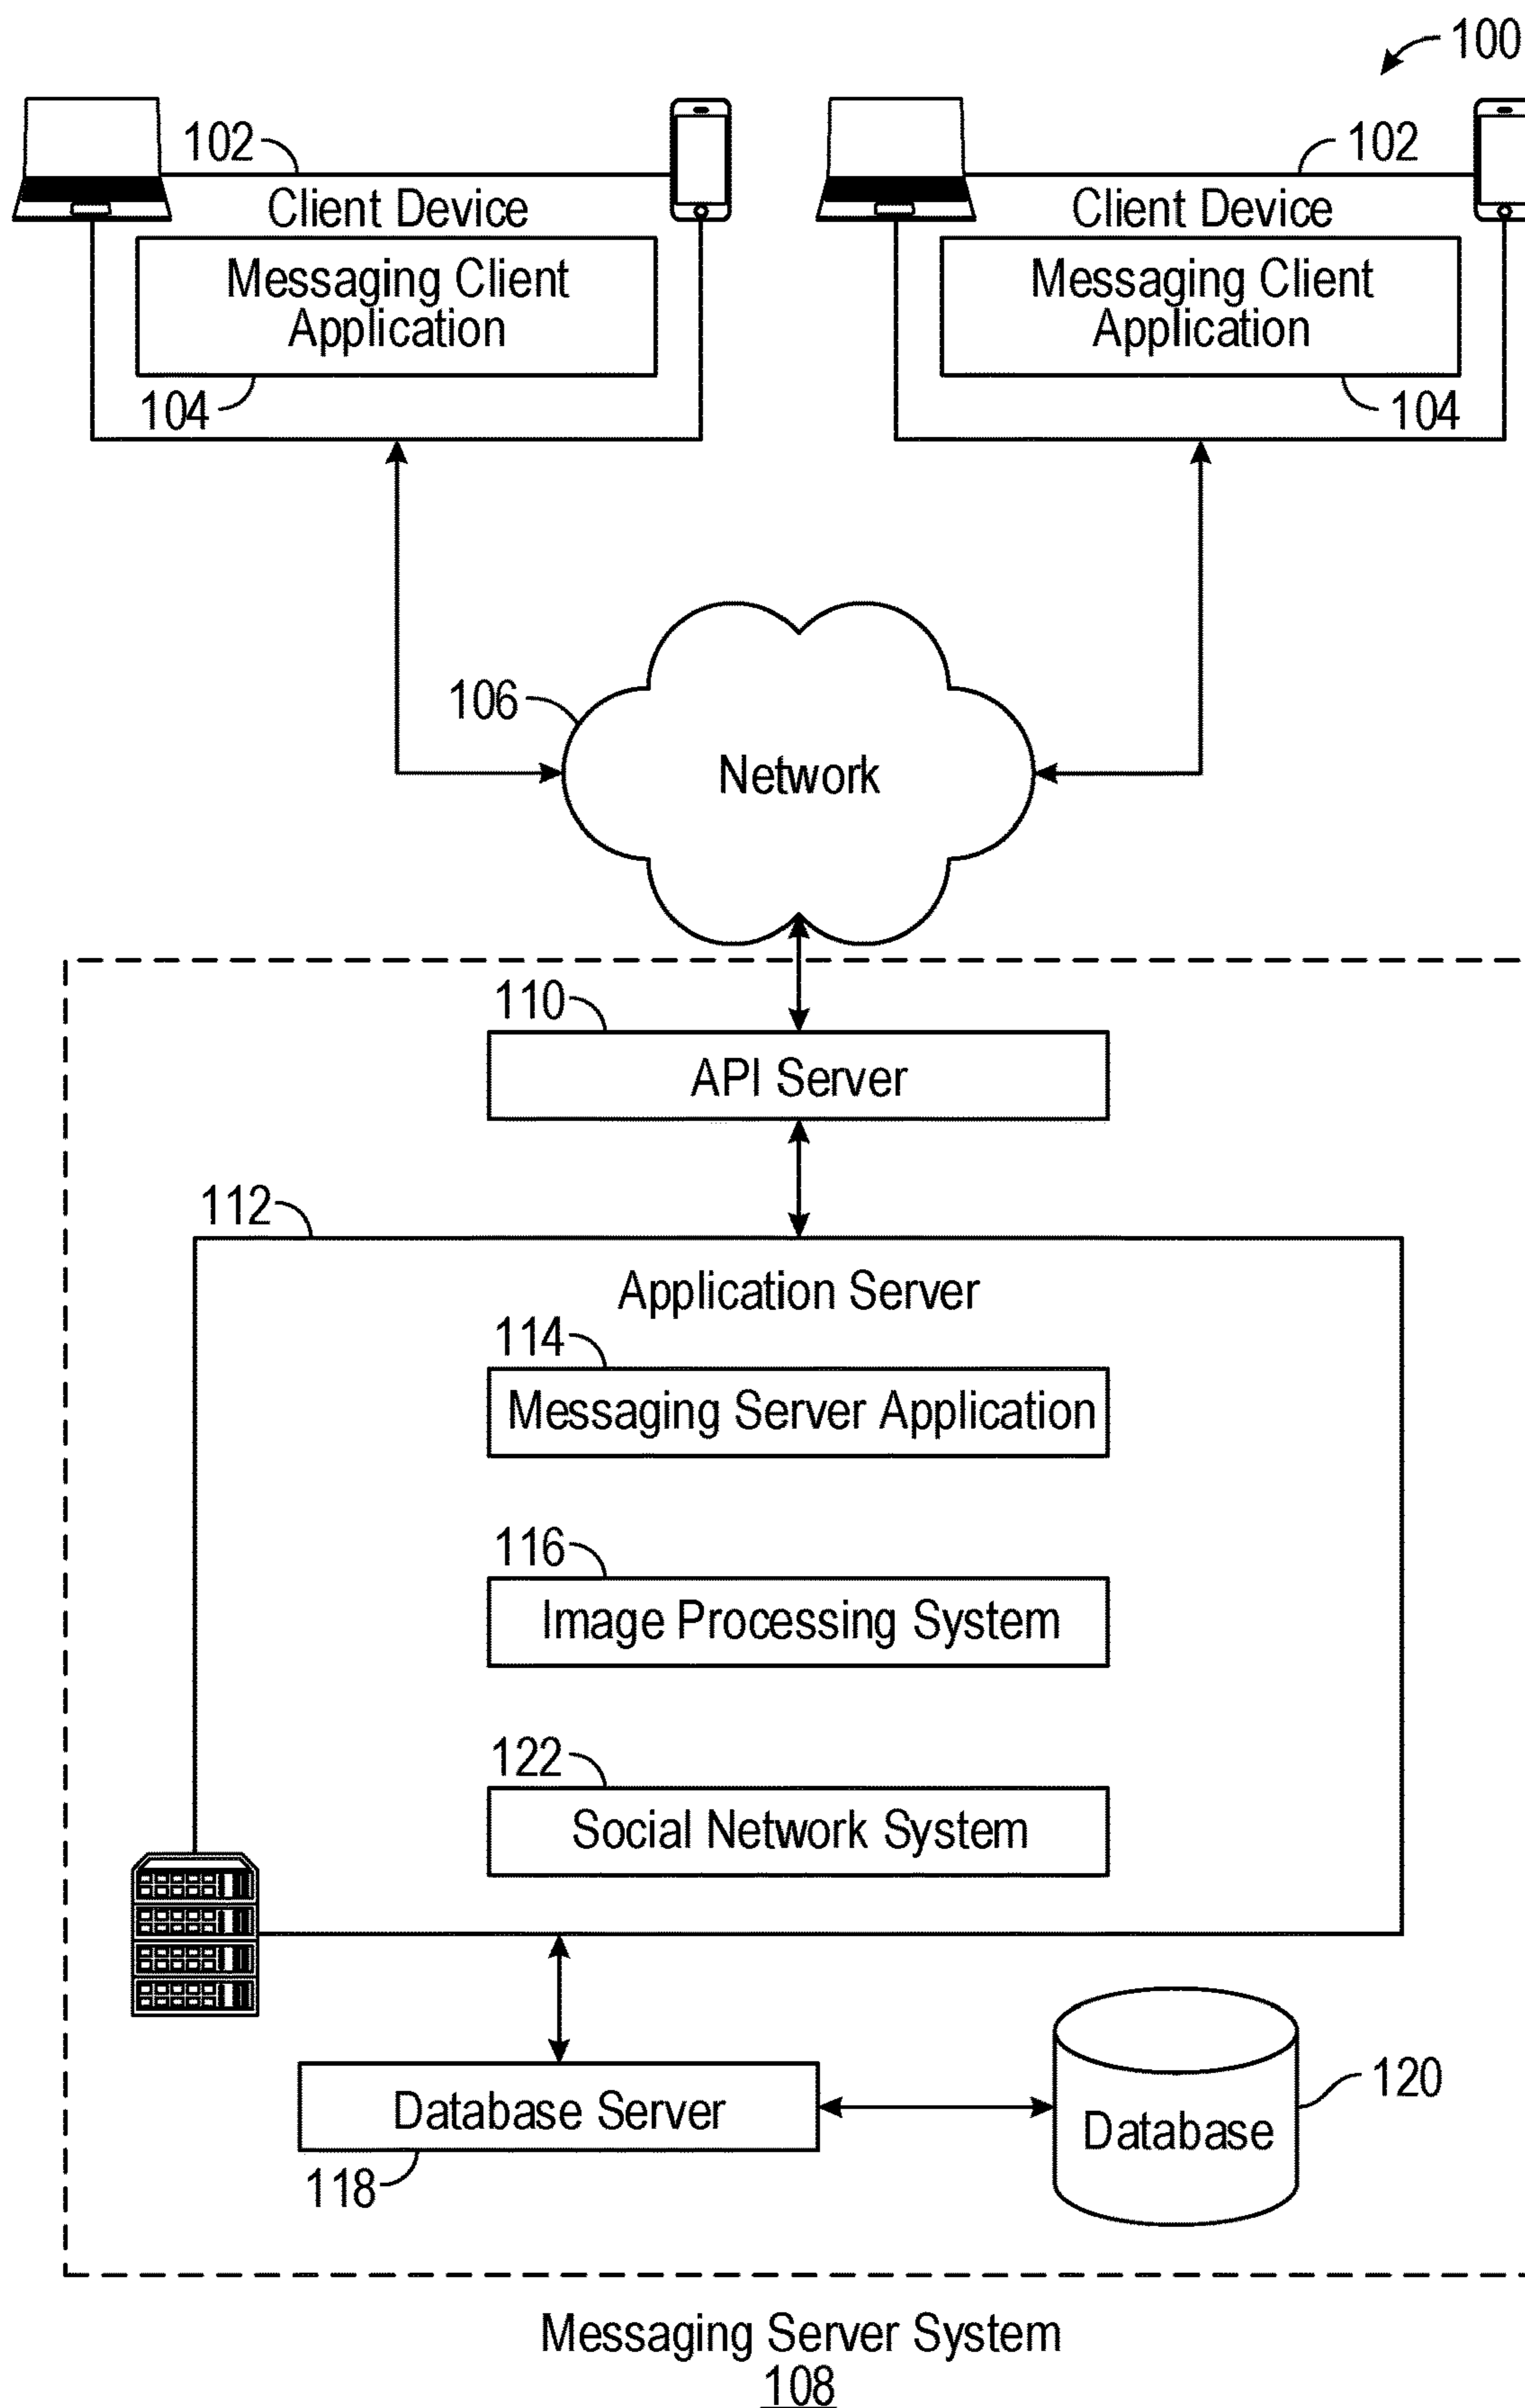 100
102
102
Client Device
Client Device
Messaging Client
Application
Messaging Client
Application
104
104
106
Network
110
API Server
112
Application Server
114
Messaging Server Application
116
Image Processing System
122
Social Network System
Database Server
118
Database
120
Messaging Server System
108